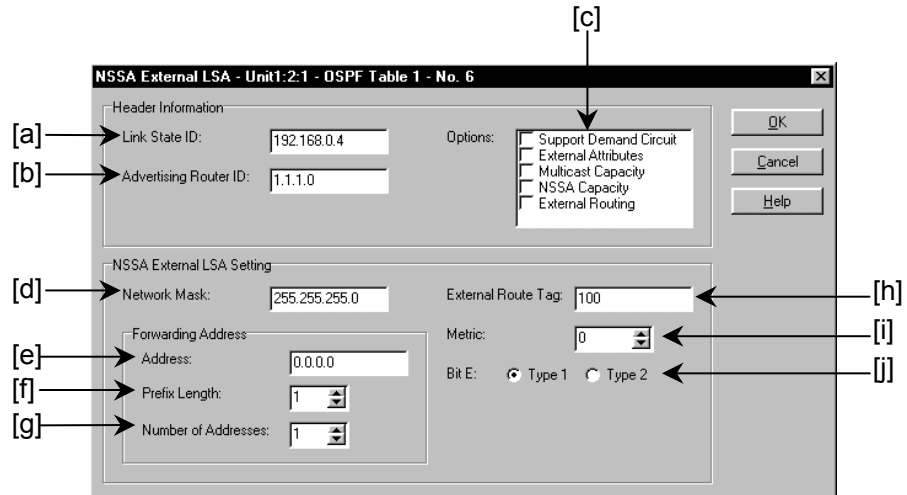 [c]
NSSA External LSA - Unit1:2:1 - OSPF Table 1 - No. 6
Header Information
[a] Link State ID: 192.168.0.4
[b] Advertising Router ID: 1.1.1.0
Options:
Support Demand Circuit
External Attributes
Multicast Capacity
NSSA Capacity
External Routing
OK
Cancel
Help
NSSA External LSA Setting
[d] Network Mask: 255.255.255.0
External Route Tag: 100 [h]
Forwarding Address
Metric: 0 [i]
[e] Address: 0.0.0.0
Bit E: Type 1 Type 2 [j]
[f] Prefix Length: 1
[g] Number of Addresses: 1